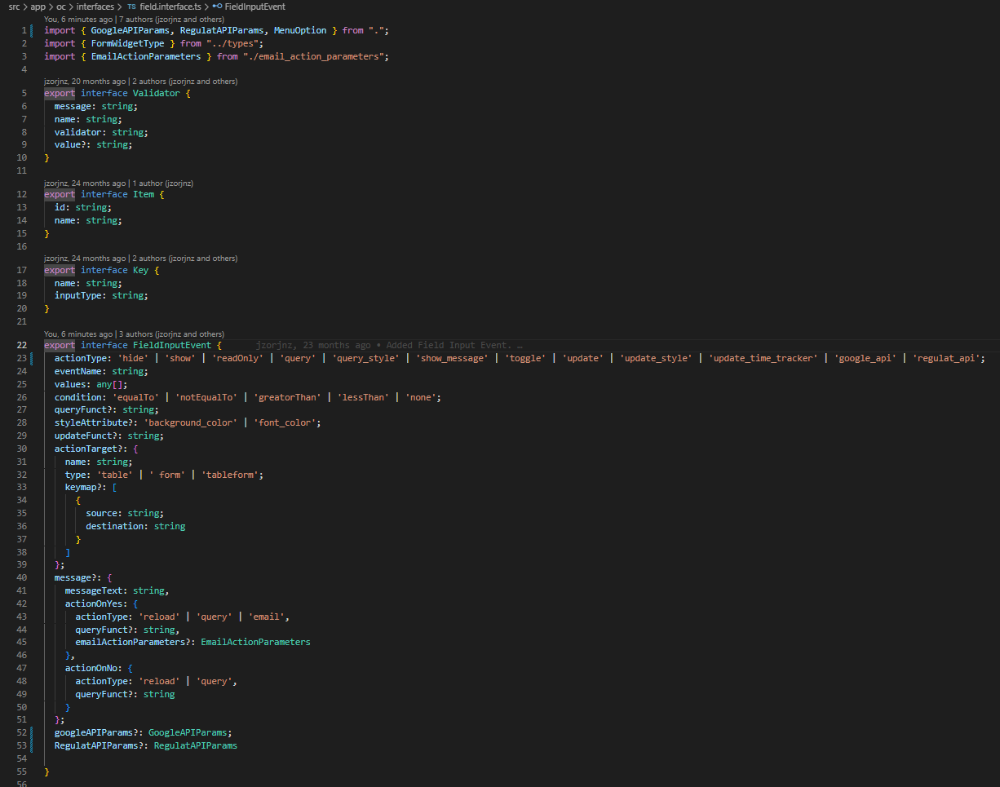 src > app > oc > interfaces > TS field.interface.ts > FieldInputEvent
You, 6 minutes ago | 7 authors (jzorjnz and others)
1 import { GoogleAPIParams, RegulatAPIParams, MenuOption } from ".";
2 import { FormWidgetType } from "../types";
3 import { EmailActionParameters } from "./email_action_parameters";
4
jzorjnz, 20 months ago | 2 authors (jzorjnz and others)
5 export interface Validator {
6 message: string;
7 name: string;
8 validator: string;
9 value?: string;
10 }
11
jzorjnz, 24 months ago | 1 author (jzorjnz)
12 export interface Item {
13 id: string;
14 name: string;
15 }
16
jzorjnz, 24 months ago | 2 authors (jzorjnz and others)
17 export interface Key {
18 name: string;
19 inputType: string;
20 }
21
You, 6 minutes ago | 3 authors (jzorjnz and others)
22 export interface FieldInputEvent { jzorjnz, 23 months ago • Added Field Input Event. …
23 actionType: 'hide' | 'show' | 'readOnly' | 'query' | 'query_style' | 'show_message' | 'toggle' | 'update' | 'update_style' | 'update_time_tracker' | 'google_api' | 'regulat_api';
24 eventName: string;
25 values: any[];
26 condition: 'equalTo' | 'notEqualTo' | 'greatorThan' | 'lessThan' | 'none';
27 queryFunct?: string;
28 styleAttribute?: 'background_color' | 'font_color';
29 updateFunct?: string;
30 actionTarget?: {
31 name: string;
32 type: 'table' | ' form' | 'tableform';
33 keymap?: [
34 {
35 source: string;
36 destination: string
37 }
38 ]
39 };
40 message?: {
41 messageText: string,
42 actionOnYes: {
43 actionType: 'reload' | 'query' | 'email',
44 queryFunct?: string,
45 emailActionParameters?: EmailActionParameters
46 },
47 actionOnNo: {
48 actionType: 'reload' | 'query',
49 queryFunct?: string
50 }
51 };
52 googleAPIParams?: GoogleAPIParams;
53 RegulatAPIParams?: RegulatAPIParams
54
55 }
56